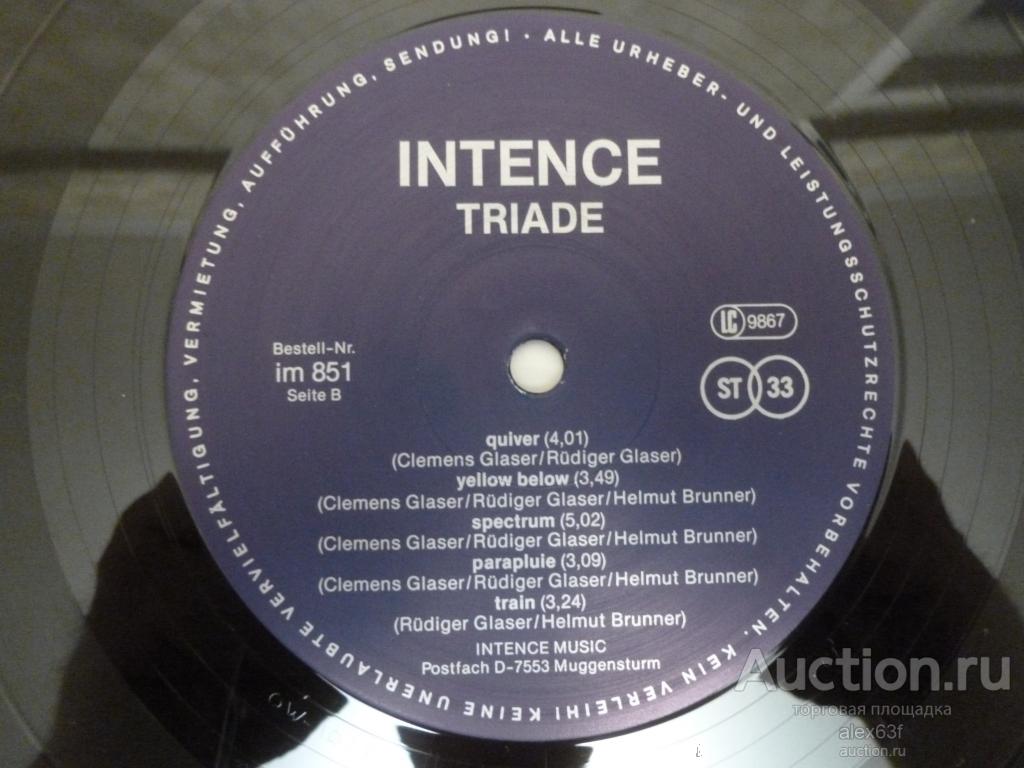 ALLE URHEBER- UND LEISTUNGSSCHUTZRECHTE VORBEHALTEN. KEIN VERLEIH! KEINE UNERLAUBTE VERVIELFÄLTIGUNG, VERMIETUNG, AUFFÜHRUNG, SENDUNG! ·
INTENCE
TRIADE
LC 9867
Bestell-Nr.
im 851
Seite B
ST 33
quiver (4,01)
(Clemens Glaser/Rüdiger Glaser)
yellow below (3,49)
(Clemens Glaser/Rüdiger Glaser/Helmut Brunner)
spectrum (5,02)
(Clemens Glaser/Rüdiger Glaser/Helmut Brunner)
parapluie (3,09)
(Clemens Glaser/Rüdiger Glaser/Helmut Brunner)
train (3,24)
(Rüdiger Glaser/Helmut Brunner)
INTENCE MUSIC
Postfach D-7553 Muggensturm
Auction.ru
торговая площадка
alex63f
auction.ru